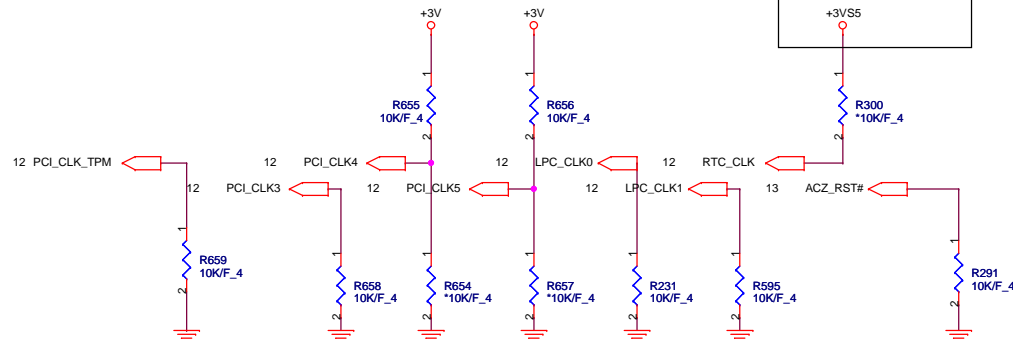 +3V +3V +3VS5
1 1 1
R655 10K/F_4
R656 10K/F_4
R300 *10K/F_4
2 2 2
12 PCI_CLK_TPM
12 PCI_CLK4
12 LPC_CLK0
12 RTC_CLK
12 PCI_CLK3
12 PCI_CLK5
12 LPC_CLK1
13 ACZ_RST#
1 1 1 1 1 1 1
R659 10K/F_4
R658 10K/F_4
R654 *10K/F_4
R657 *10K/F_4
R231 10K/F_4
R595 10K/F_4
R291 10K/F_4
2 2 2 2 2 2 2